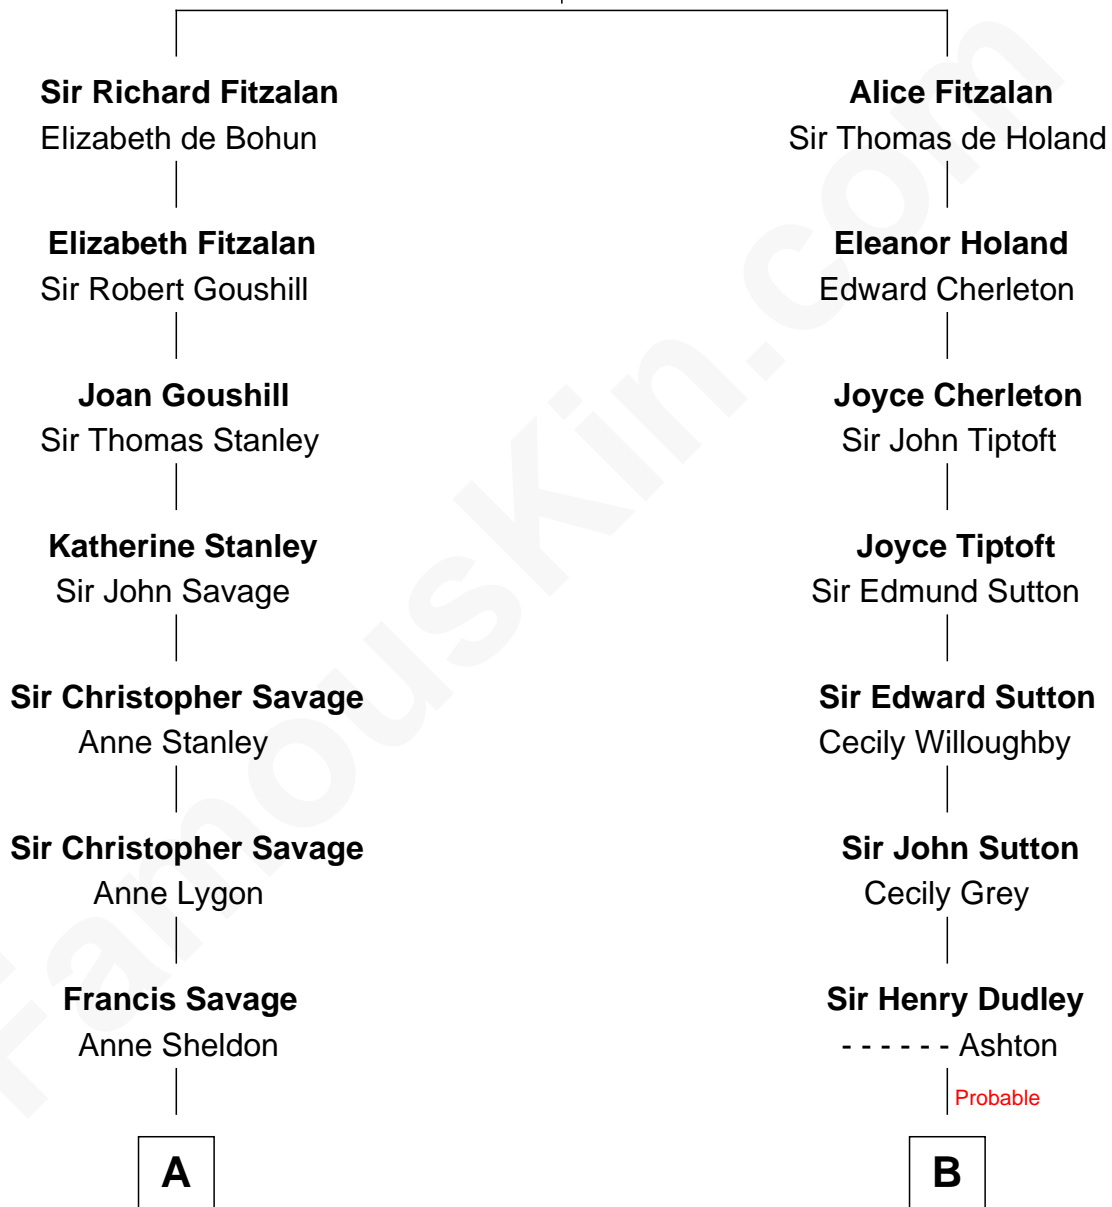 Sir Richard Fitzalan
Elizabeth de Bohun
Elizabeth Fitzalan
Sir Robert Goushill
Joan Goushill
Sir Thomas Stanley
Katherine Stanley
Sir John Savage
Sir Christopher Savage
Anne Stanley
Sir Christopher Savage
Anne Lygon
Francis Savage
Anne Sheldon
A
Alice Fitzalan
Sir Thomas de Holand
Eleanor Holand
Edward Cherleton
Joyce Cherleton
Sir John Tiptoft
Joyce Tiptoft
Sir Edmund Sutton
Sir Edward Sutton
Cecily Willoughby
Sir John Sutton
Cecily Grey
Sir Henry Dudley
- - - - - - Ashton
Probable
B
FamousKin.com